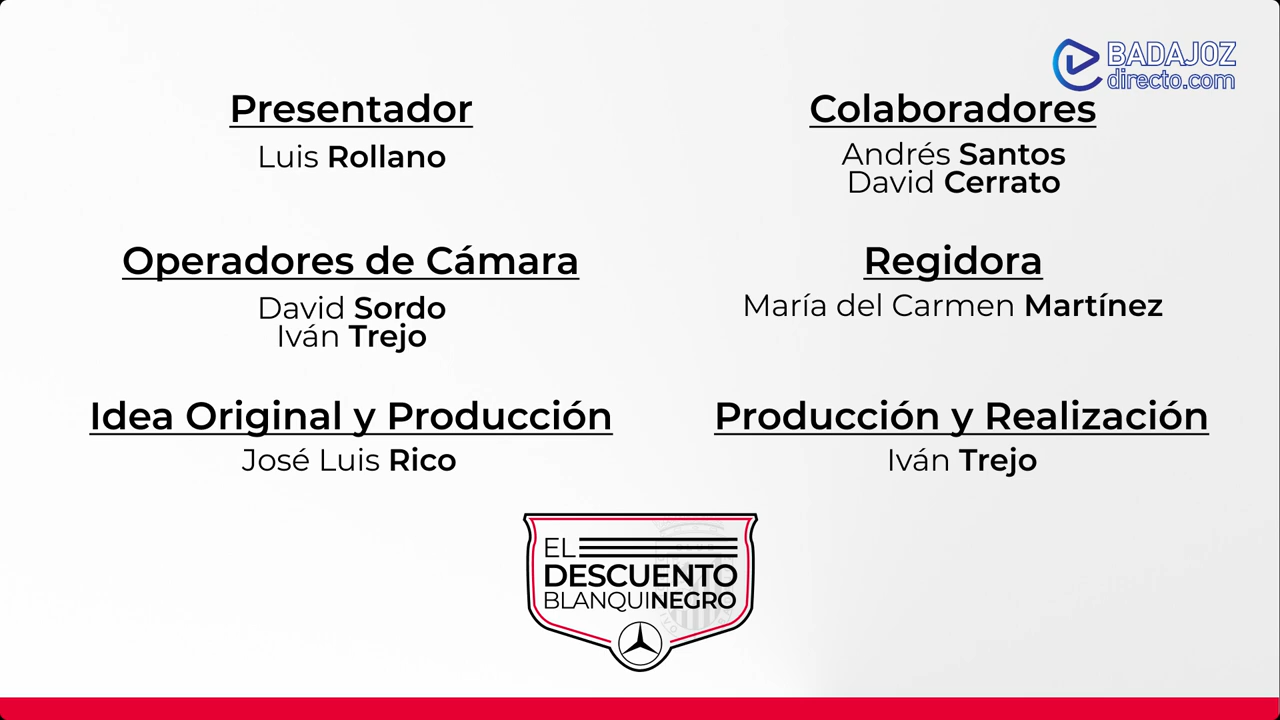 BADAJOZ
directo.com
Presentador
Luis Rollano
Colaboradores
Andrés Santos
David Cerrato
Operadores de Cámara
David Sordo
Iván Trejo
Regidora
María del Carmen Martínez
Idea Original y Producción
José Luis Rico
Producción y Realización
Iván Trejo
EL
DESCUENTO
BLANQUINEGRO